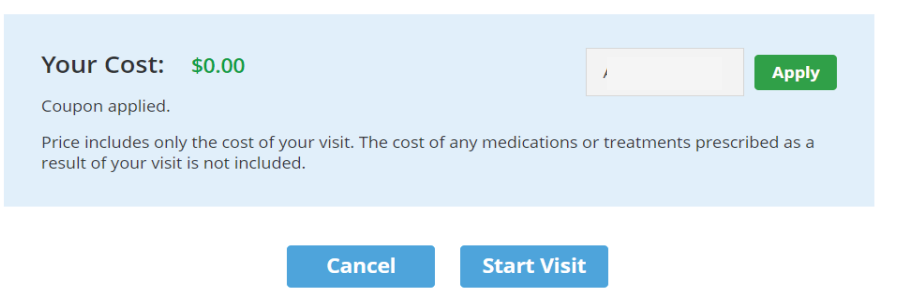 Your Cost: $0.00
Apply
Coupon applied.
Price includes only the cost of your visit. The cost of any medications or treatments prescribed as a
result of your visit is not included.
Cancel Start Visit